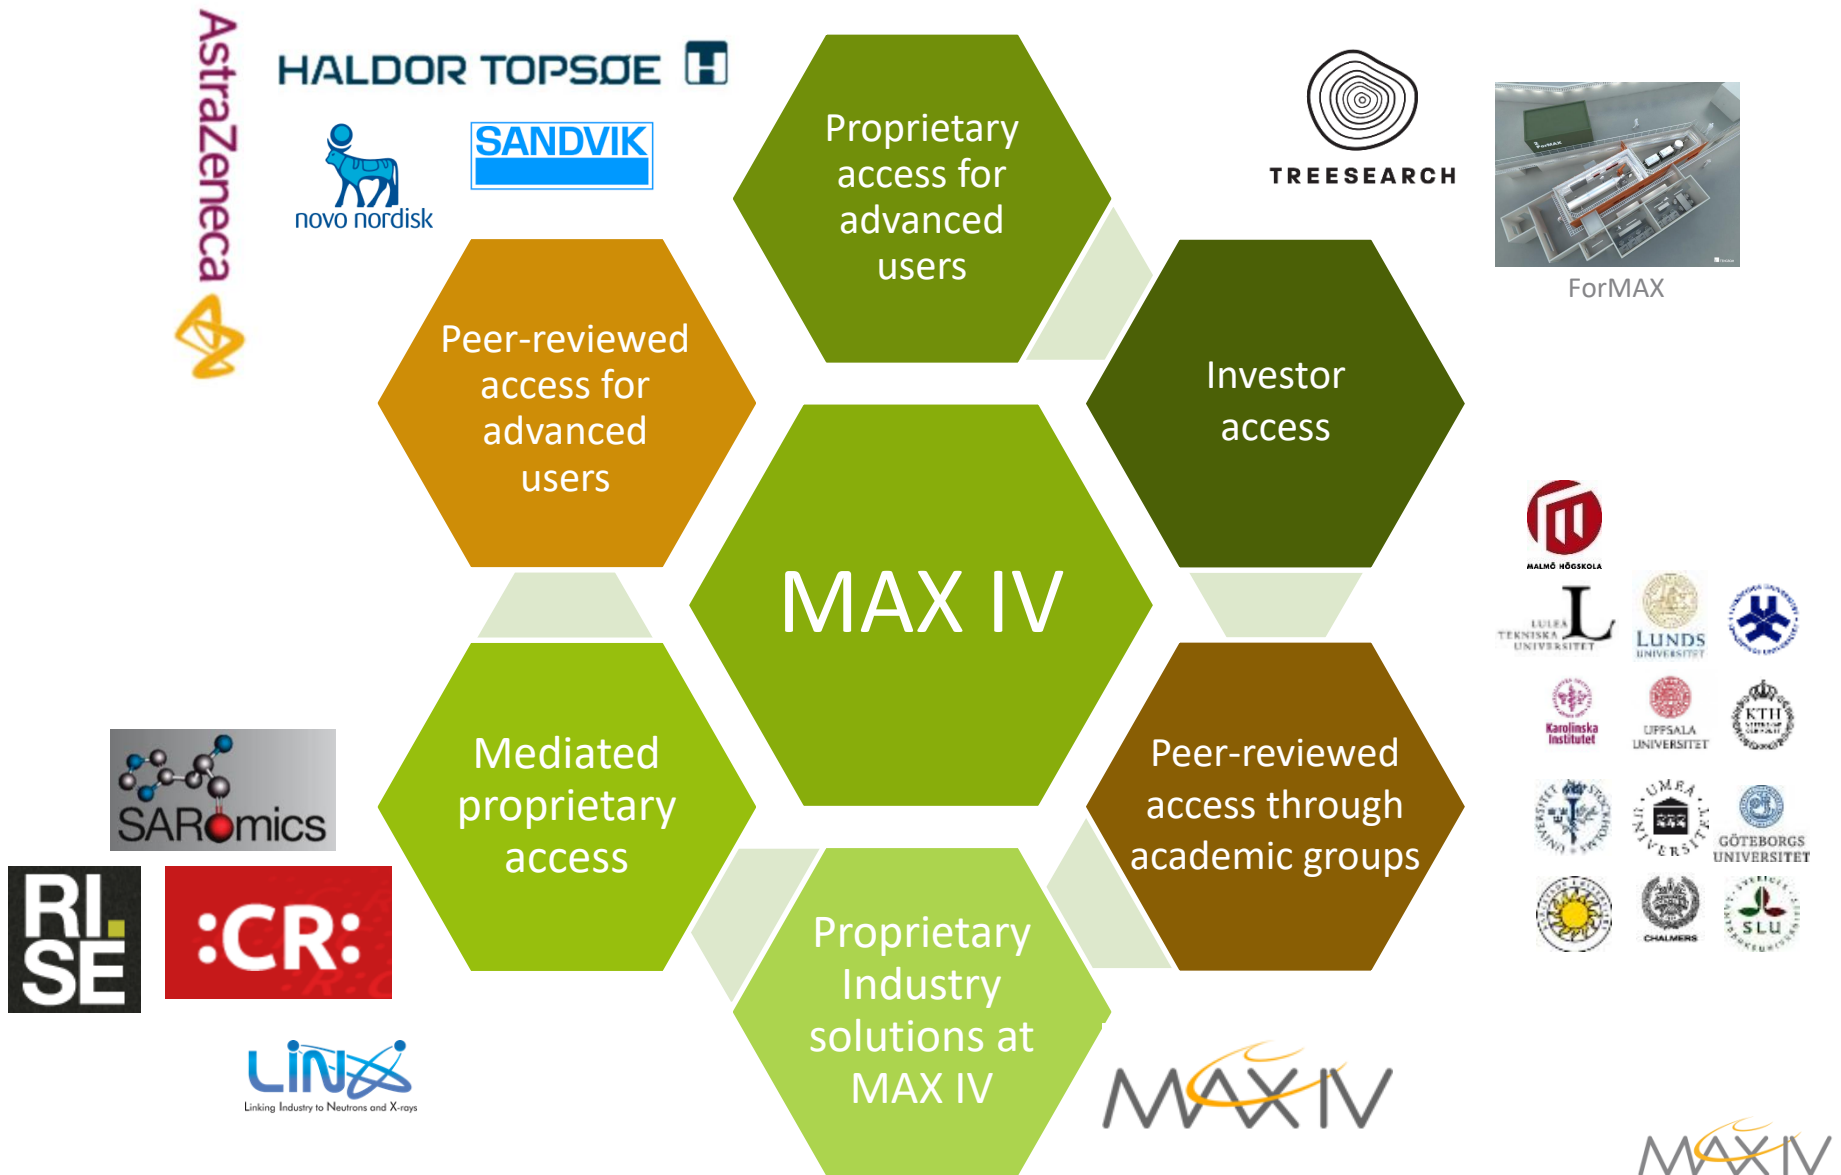 AstraZeneca
HALDOR TOPSØE
novo nordisk
SANDVIK
Proprietary
access for
advanced
users
TREESEARCH
ForMAX
ForMAX
Peer-reviewed
access for
advanced
users
Investor
access
MAX IV
MALMÖ HÖGSKOLA
LULEÅ
TEKNISKA
UNIVERSITET
L
LUNDS
UNIVERSITET
Karolinska
Institutet
UPPSALA
UNIVERSITET
KTH
UMEÅ
UNIVERSITET
GÖTEBORGS
UNIVERSITET
CHALMERS
SLU
Mediated
proprietary
access
Peer-reviewed
access through
academic groups
SARomics
RI.
SE
:CR:
LINX
Linking Industry to Neutrons and X-rays
Proprietary
Industry
solutions at
MAX IV
MAX IV
MAX IV